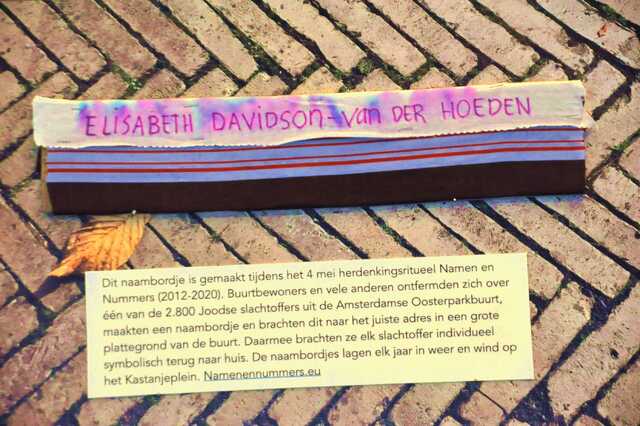 ELISABETH DAVIDSON-van DER HOEDEN
Dit naambordje is gemaakt tijdens het 4 mei herdenkingsritueel Namen en
Nummers (2012-2020). Buurtbewoners en vele anderen ontfermden zich over
één van de 2.800 Joodse slachtoffers uit de Amsterdamse Oosterparkbuurt,
maakten een naambordje en brachten dit naar het juiste adres in een grote
plattegrond van de buurt. Daarmee brachten ze elk slachtoffer individueel
symbolisch terug naar huis. De naambordjes lagen elk jaar in weer en wind op
het Kastanjeplein. Namenennummers.eu